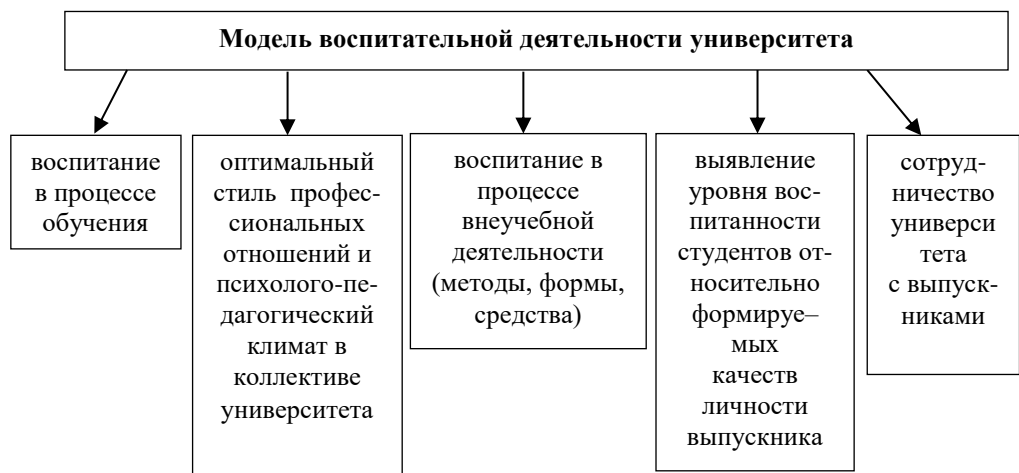 Модель воспитательной деятельности университета
воспитание
в процессе
обучения
оптимальный
стиль профес-
сиональных
отношений и
психолого-пе-
дагогический
климат в
коллективе
университета
воспитание в
процессе
внеучебной
деятельности
(методы, формы,
средства)
выявление
уровня вос-
питанности
студентов от-
носительно
формируе–
мых
качеств
личности
выпускника
сотруд-
ничество
универси
тета
с выпуск-
никами